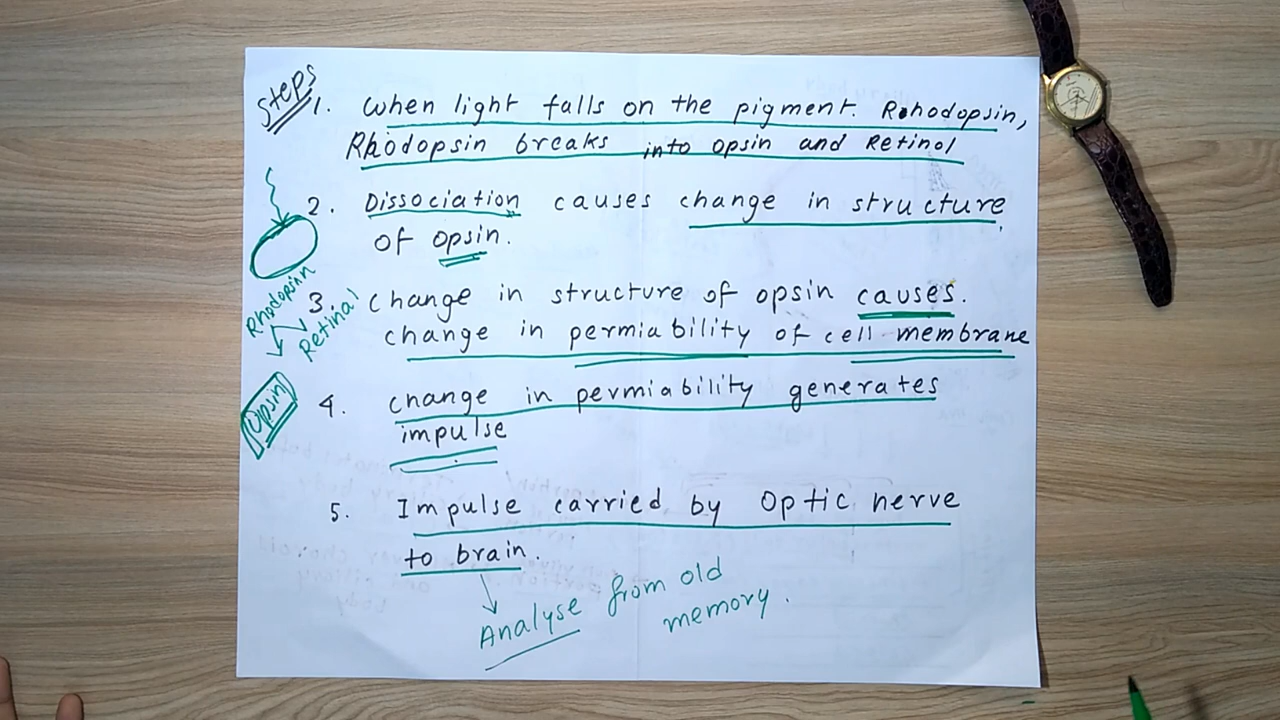 Steps
1. When light falls on the pigment. Rohodopsin,
Rhodopsin breaks into opsin and Retinol
2. Dissociation causes change in structure
of opsin.
Rhodopsin
Retinal
Opsin
3. change in structure of opsin causes.
change in permiability of cell membrane
4. change in permiability generates
impulse
5. Impulse carried by Optic nerve
to brain.
Analyse from old
memory.